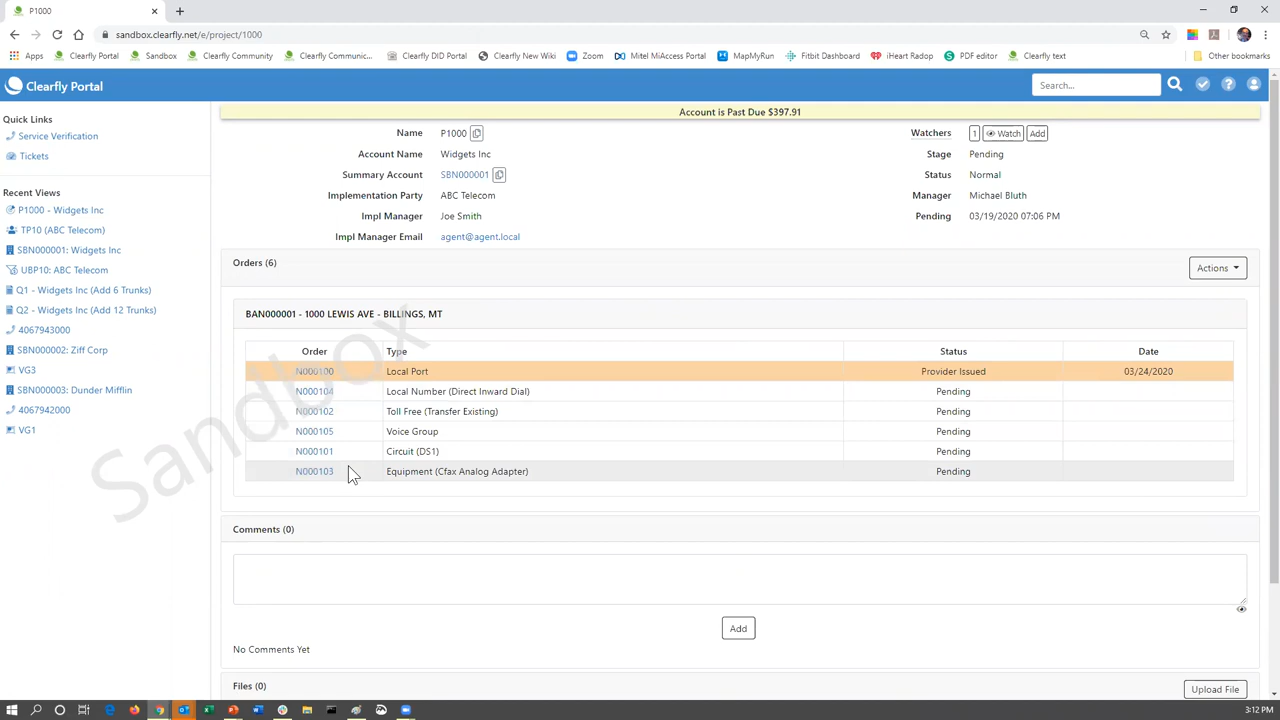 P1000
sandbox.clearfly.net/e/project/1000
Apps Clearfly Portal Sandbox Clearfly Community Clearfly Communic... Clearfly DID Portal Clearfly New Wiki Zoom Mitel MiAccess Portal MapMyRun Fitbit Dashboard iHeart Radop PDF editor Clearfly text Other bookmarks
Clearfly Portal Search...
Account is Past Due $397.91
Quick Links
Service Verification
Tickets
Recent Views
P1000 - Widgets Inc
TP10 (ABC Telecom)
SBN000001: Widgets Inc
UBP10: ABC Telecom
Q1 - Widgets Inc (Add 6 Trunks)
Q2 - Widgets Inc (Add 12 Trunks)
4067943000
SBN000002: Ziff Corp
VG3
SBN000003: Dunder Mifflin
4067942000
VG1
Name P1000 Watchers 1 Watch Add
Account Name Widgets Inc Stage Pending
Summary Account SBN000001 Status Normal
Implementation Party ABC Telecom Manager Michael Bluth
Impl Manager Joe Smith Pending 03/19/2020 07:06 PM
Impl Manager Email agent@agent.local
Orders (6) Actions
BAN000001 - 1000 LEWIS AVE - BILLINGS, MT
Order Type Status Date
N000100 Local Port Provider Issued 03/24/2020
N000104 Local Number (Direct Inward Dial) Pending
N000102 Toll Free (Transfer Existing) Pending
N000105 Voice Group Pending
N000101 Circuit (DS1) Pending
N000103 Equipment (Cfax Analog Adapter) Pending
Sandbox
Comments (0)
Add
No Comments Yet
Files (0) Upload File
3:12 PM